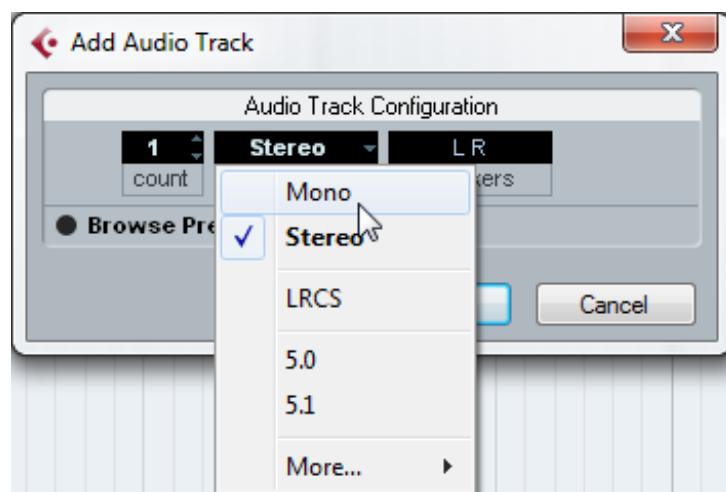 Add Audio Track
Audio Track Configuration
1 Stereo L R
count
Browse Pre
Mono
Stereo
LRCS
5.0
5.1
More...
Cancel